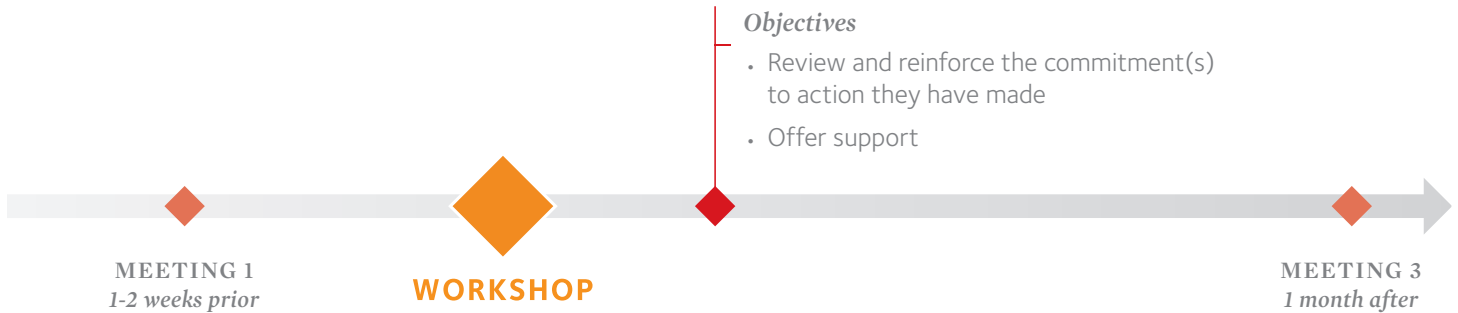 Objectives
• Review and reinforce the commitment(s)
to action they have made
• Offer support
MEETING 1
1-2 weeks prior
WORKSHOP
MEETING 3
1 month after